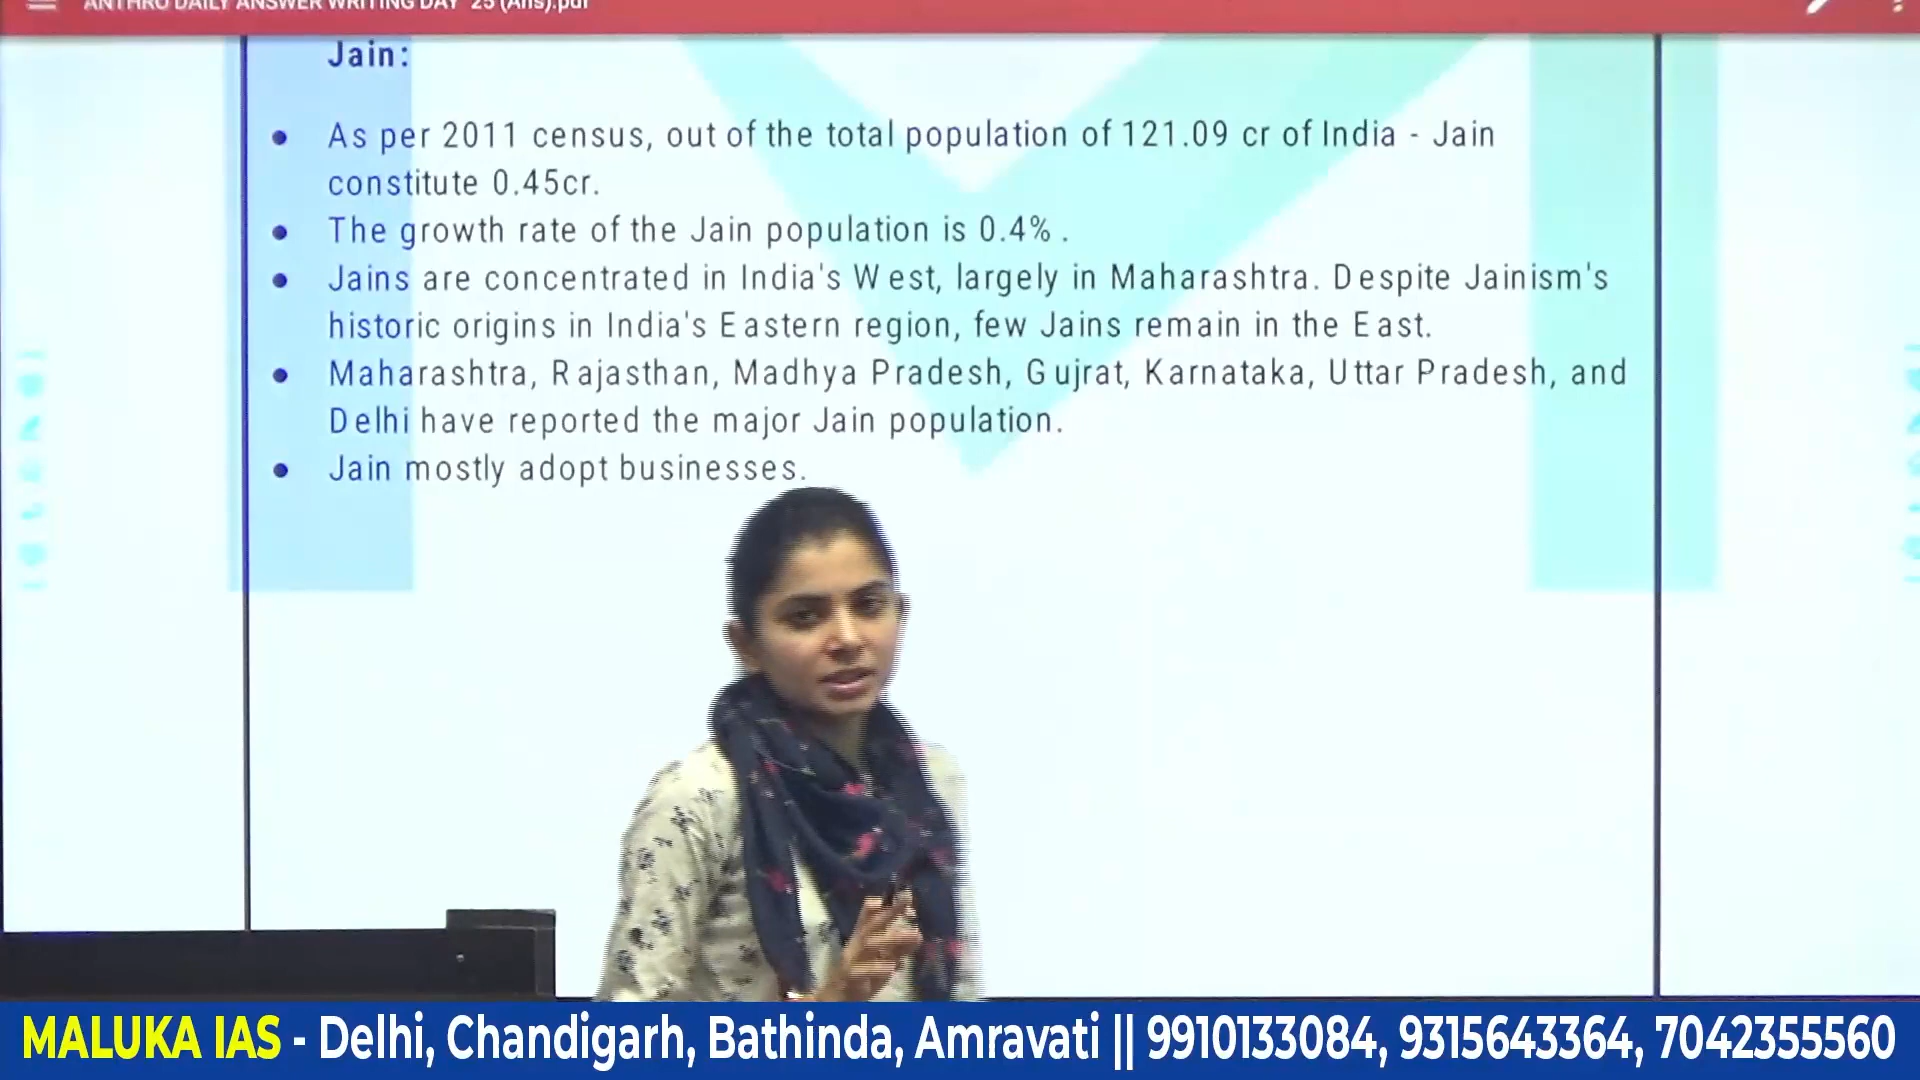 ANTHRO DAILY ANSWER WRITING DAY 25 (Ans).pdf
Jain:
• As per 2011 census, out of the total population of 121.09 cr of India - Jain
constitute 0.45cr.
• The growth rate of the Jain population is 0.4% .
• Jains are concentrated in India's West, largely in Maharashtra. Despite Jainism's
historic origins in India's Eastern region, few Jains remain in the East.
• Maharashtra, Rajasthan, Madhya Pradesh, Gujrat, Karnataka, Uttar Pradesh, and
Delhi have reported the major Jain population.
• Jain mostly adopt businesses.
MALUKA IAS - Delhi, Chandigarh, Bathinda, Amravati || 9910133084, 9315643364, 7042355560